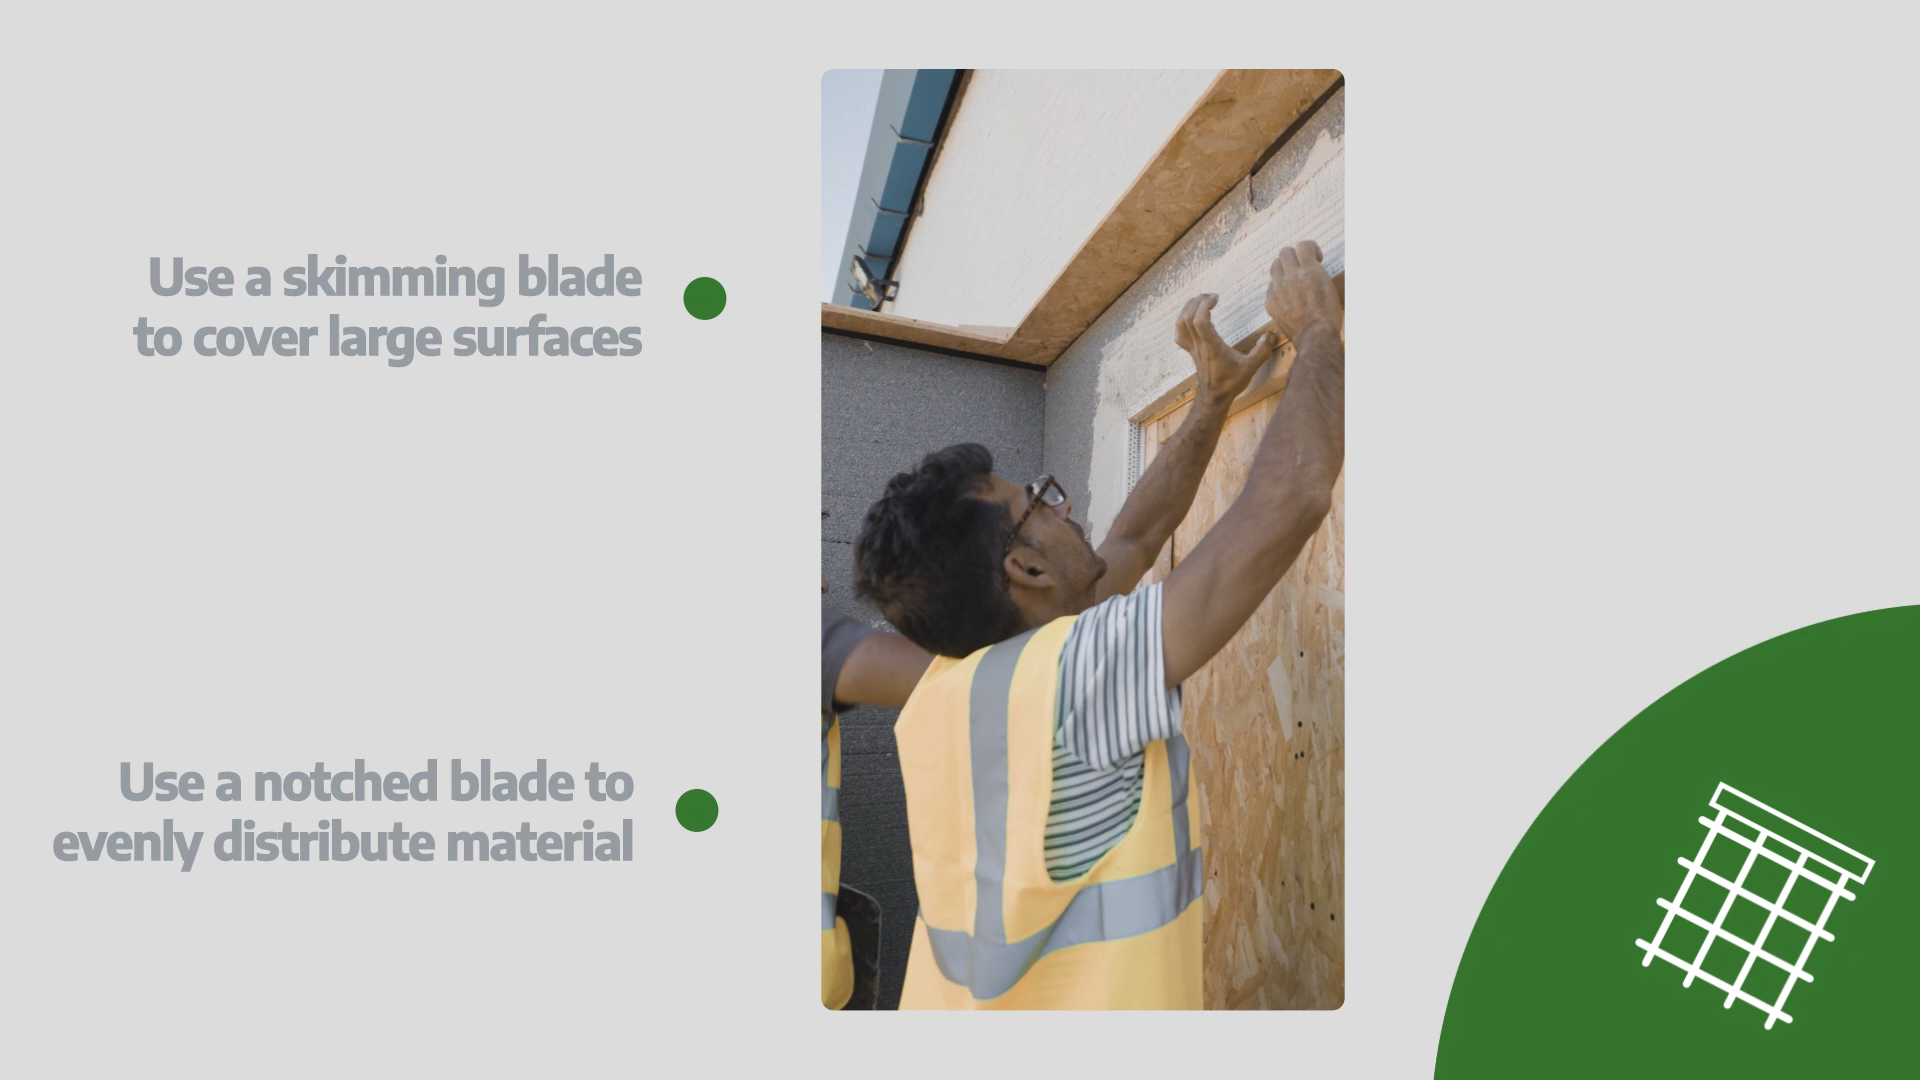 Use a skimming blade
to cover large surfaces
Use a notched blade to
evenly distribute material